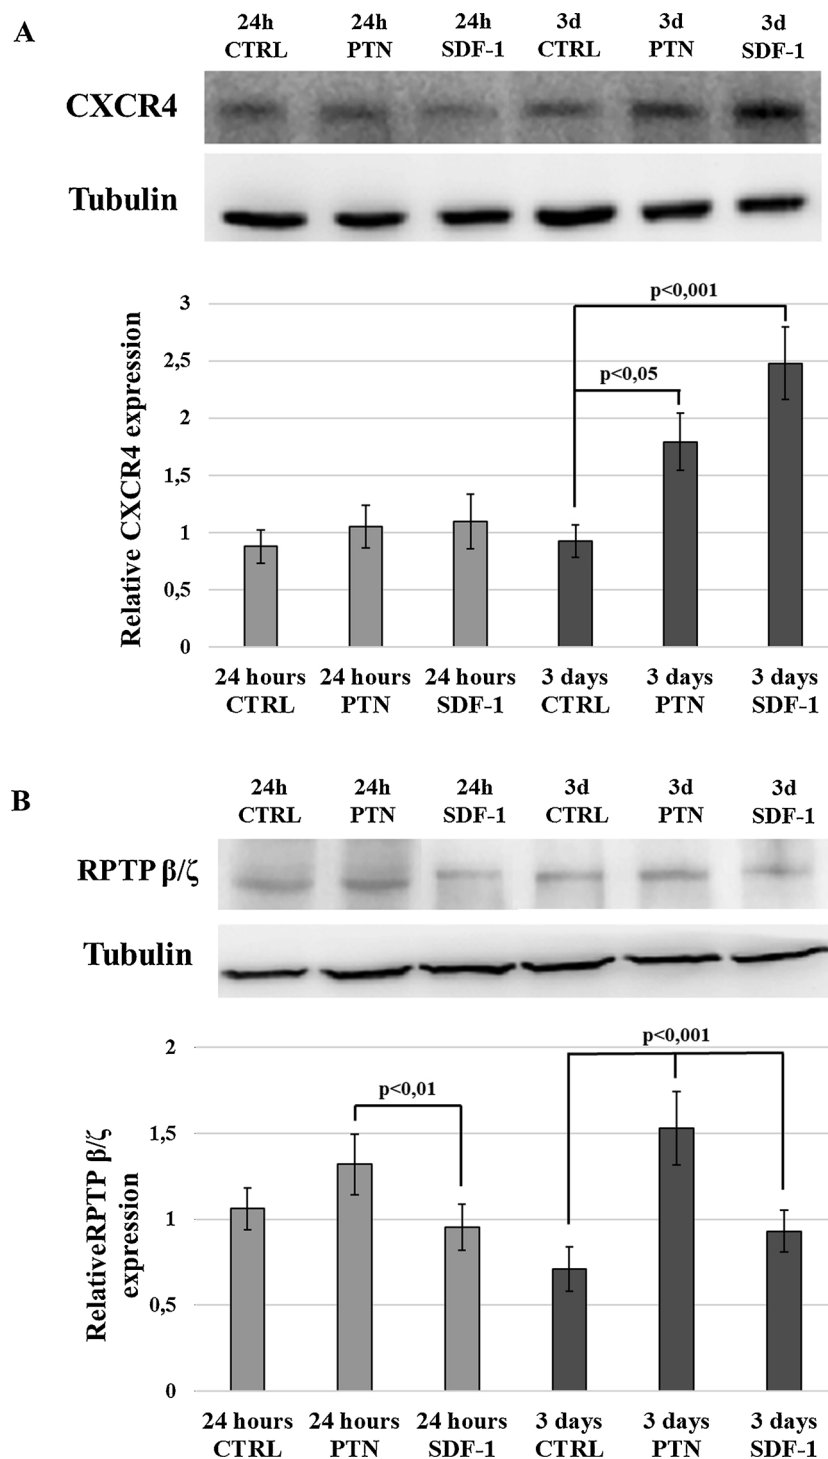 A
24h 24h 24h 3d 3d 3d
CTRL PTN SDF-1 CTRL PTN SDF-1
CXCR4
Tubulin
Relative CXCR4 expression
3
2,5
2
1,5
1
0,5
0
p<0,001
p<0,05
24 hours 24 hours 24 hours 3 days 3 days 3 days
CTRL PTN SDF-1 CTRL PTN SDF-1
B
24h 24h 24h 3d 3d 3d
CTRL PTN SDF-1 CTRL PTN SDF-1
RPTP β/ζ
Tubulin
RelativeRPTP β/ζ
expression
2
1,5
1
0,5
0
p<0,001
p<0,01
24 hours 24 hours 24 hours 3 days 3 days 3 days
CTRL PTN SDF-1 CTRL PTN SDF-1